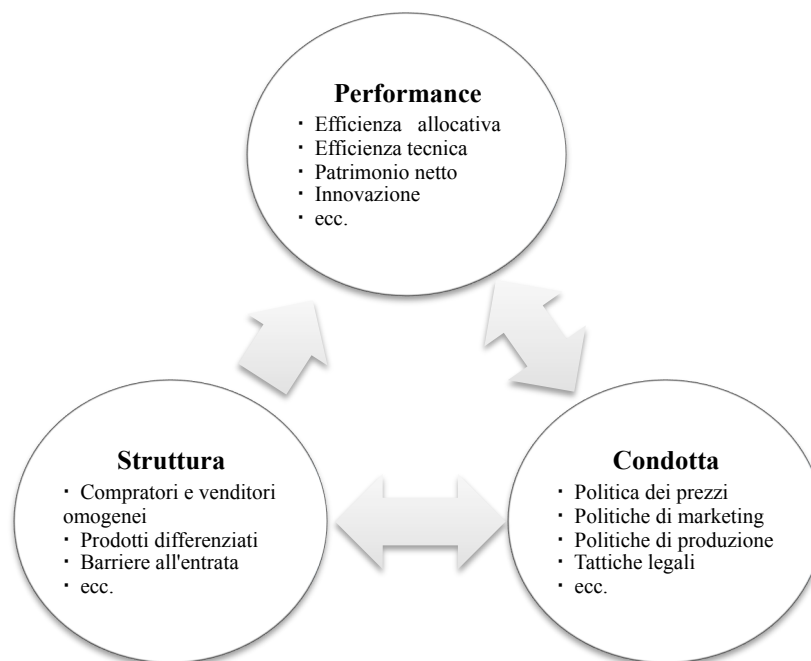 Performance
· Efficienza allocativa
· Efficienza tecnica
· Patrimonio netto
· Innovazione
· ecc.
Struttura
· Compratori e venditori
omogenei
· Prodotti differenziati
· Barriere all'entrata
· ecc.
Condotta
· Politica dei prezzi
· Politiche di marketing
· Politiche di produzione
· Tattiche legali
· ecc.